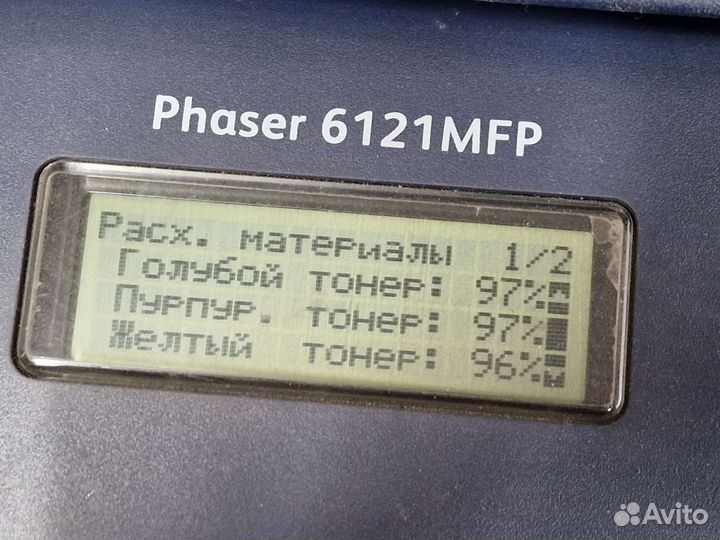 Phaser 6121MFP
Расх. материалы 1/2
Голубой тонер: 97%
Пурпур. тонер: 97%
Желтый тонер: 96%
Avito